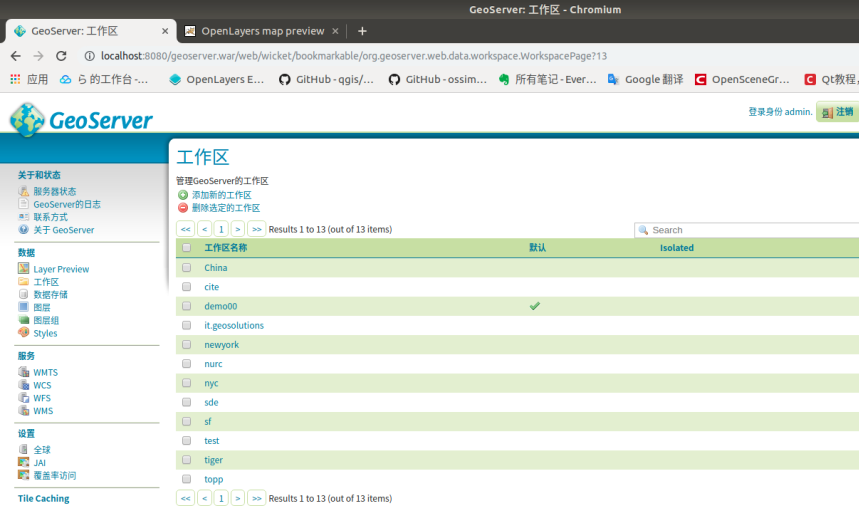 GeoServer: 工作区 - Chromium
GeoServer: 工作区 × OpenLayers map preview × +
localhost:8080/geoserver.war/web/wicket/bookmarkable/org.geoserver.web.data.workspace.WorkspacePage?13
应用 ら 的工作台 -... OpenLayers E... GitHub - qgis/... GitHub - ossim... 所有笔记 - Ever... Google 翻译 OpenSceneGr... Qt教程,
GeoServer
登录身份 admin. 注销
工作区
管理GeoServer的工作区
添加新的工作区
删除选定的工作区
<< < 1 > >> Results 1 to 13 (out of 13 items) Search
工作区名称 默认 Isolated
China
cite
demo00
it.geosolutions
newyork
nurc
nyc
sde
sf
test
tiger
topp
<< < 1 > >> Results 1 to 13 (out of 13 items)
关于和状态
服务器状态
GeoServer的日志
联系方式
关于 GeoServer
数据
Layer Preview
工作区
数据存储
图层
图层组
Styles
服务
WMTS
WCS
WFS
WMS
设置
全球
JAI
覆盖率访问
Tile Caching